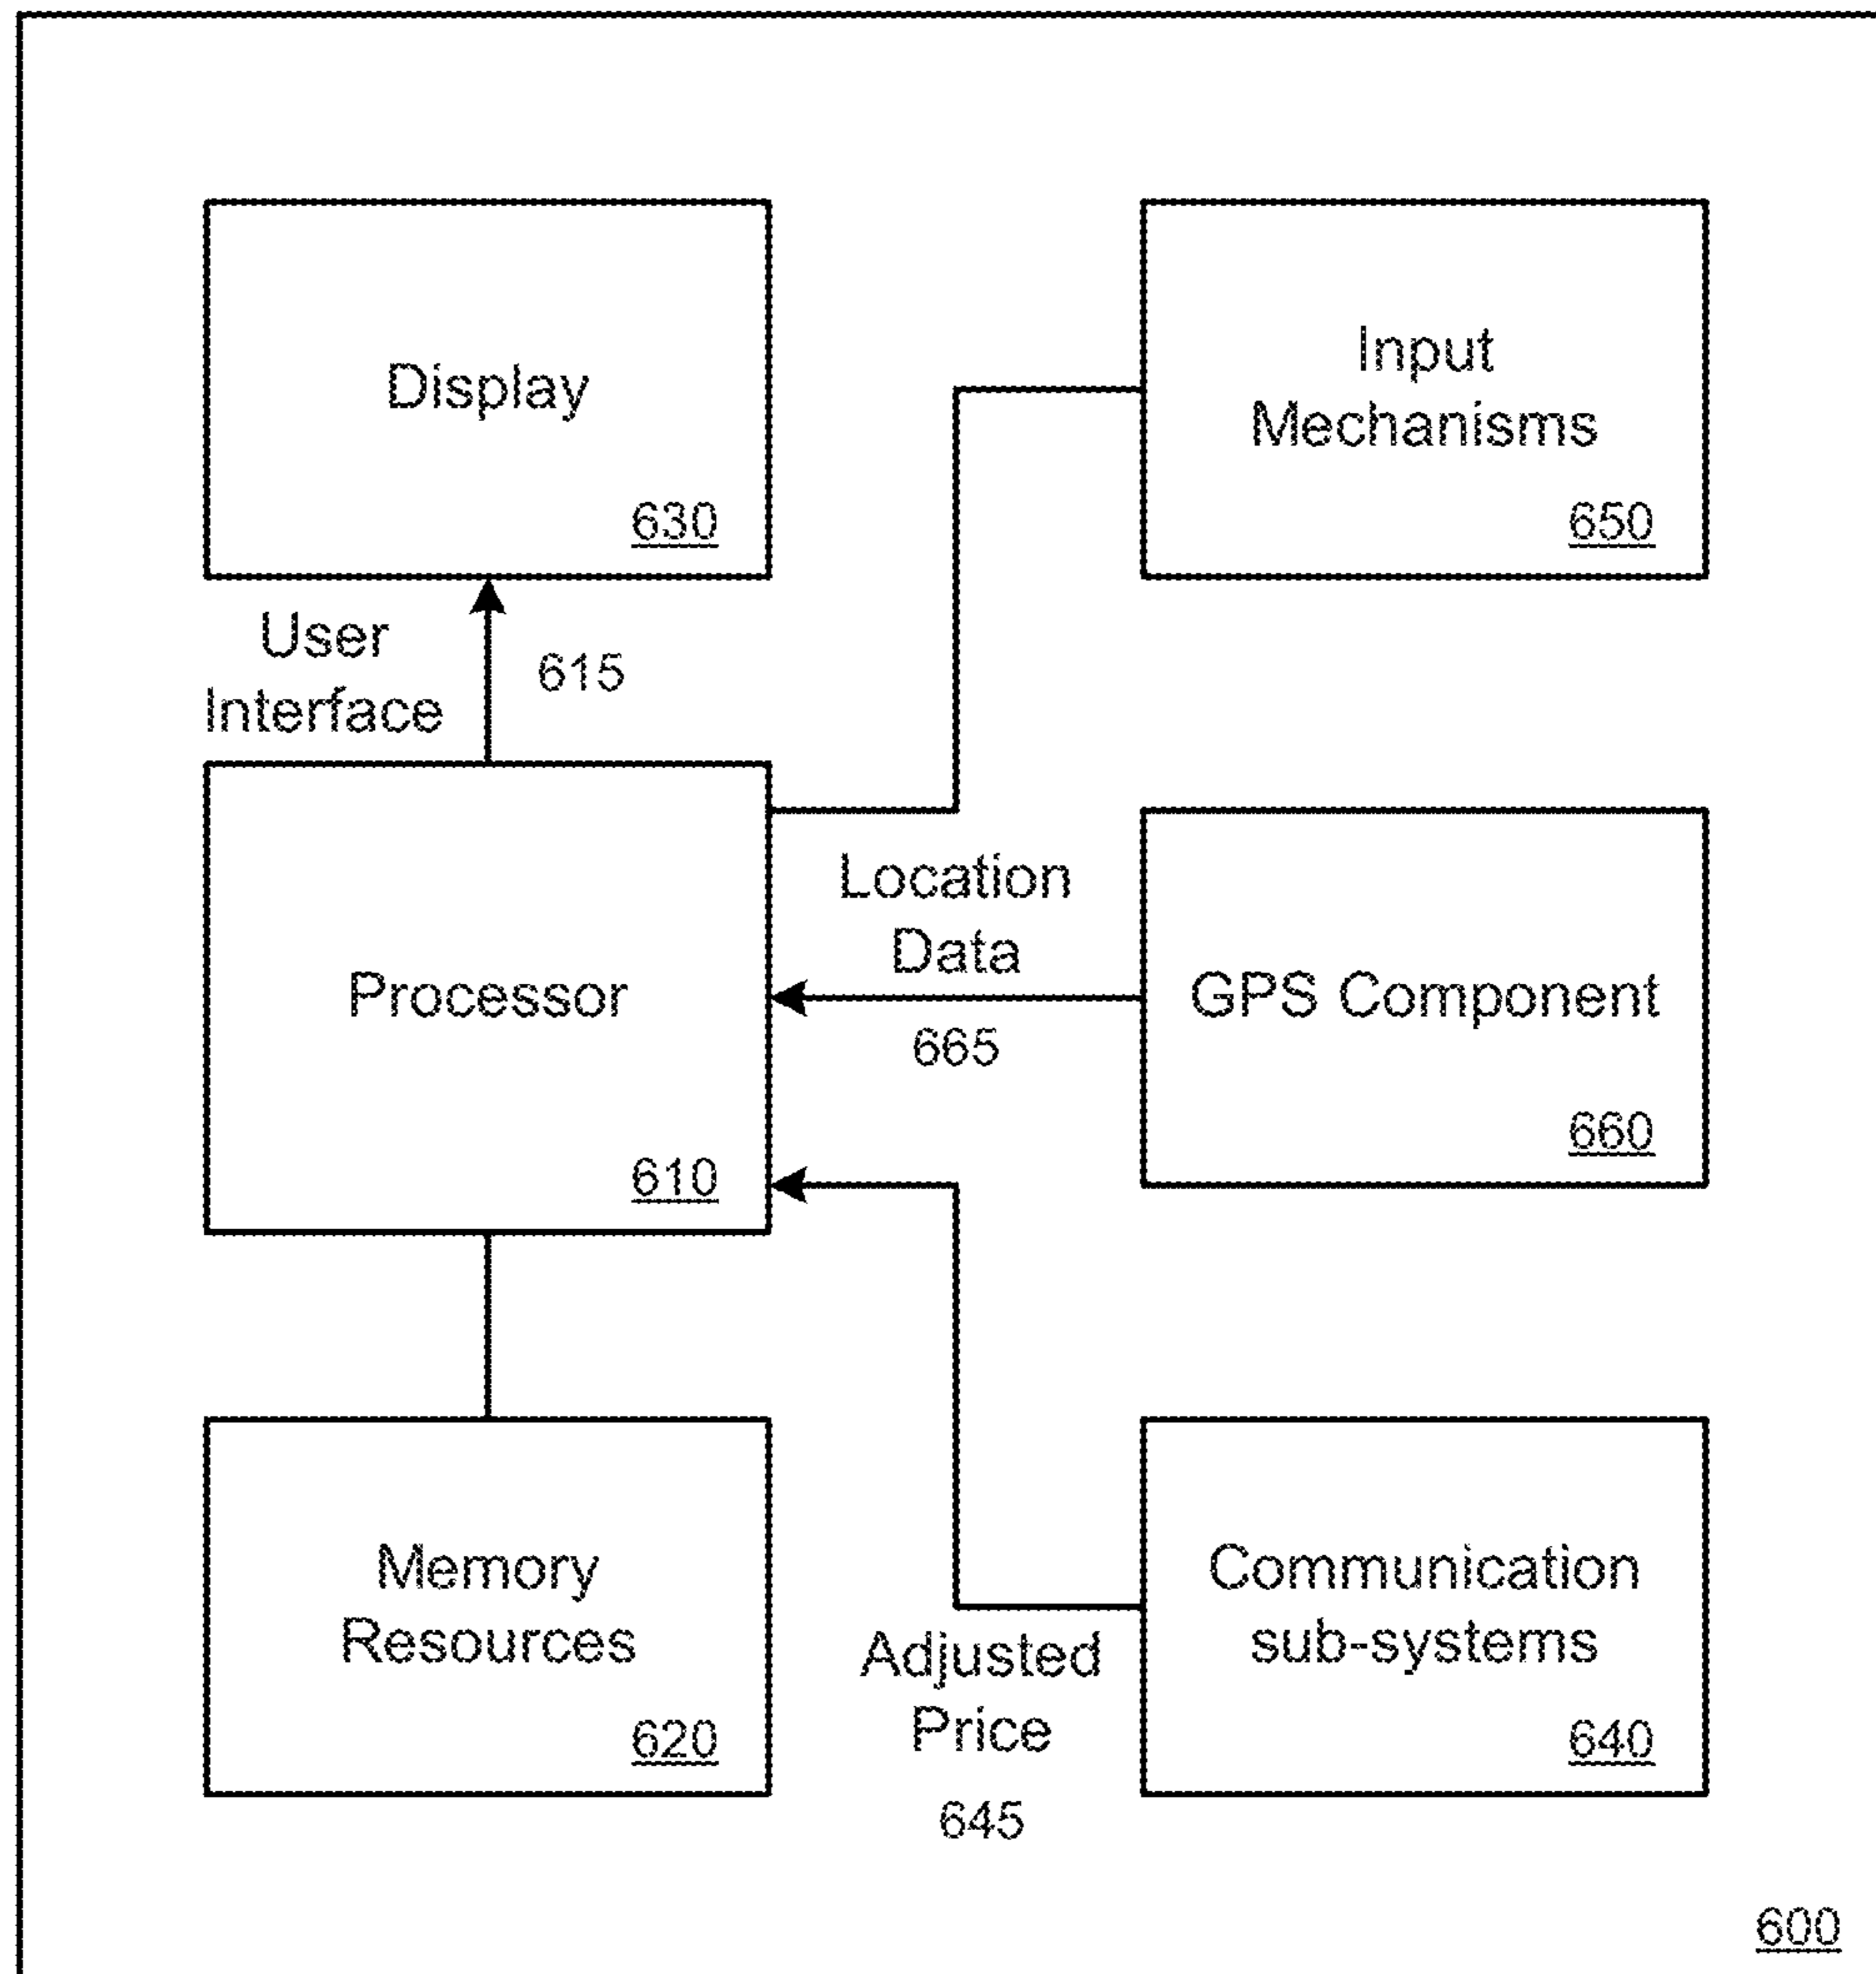 Display
630
Input
Mechanisms
650
User
Interface
615
Processor
610
Location
Data
665
GPS Component
660
Memory
Resources
620
Adjusted
Price
645
Communication
sub-systems
640
600